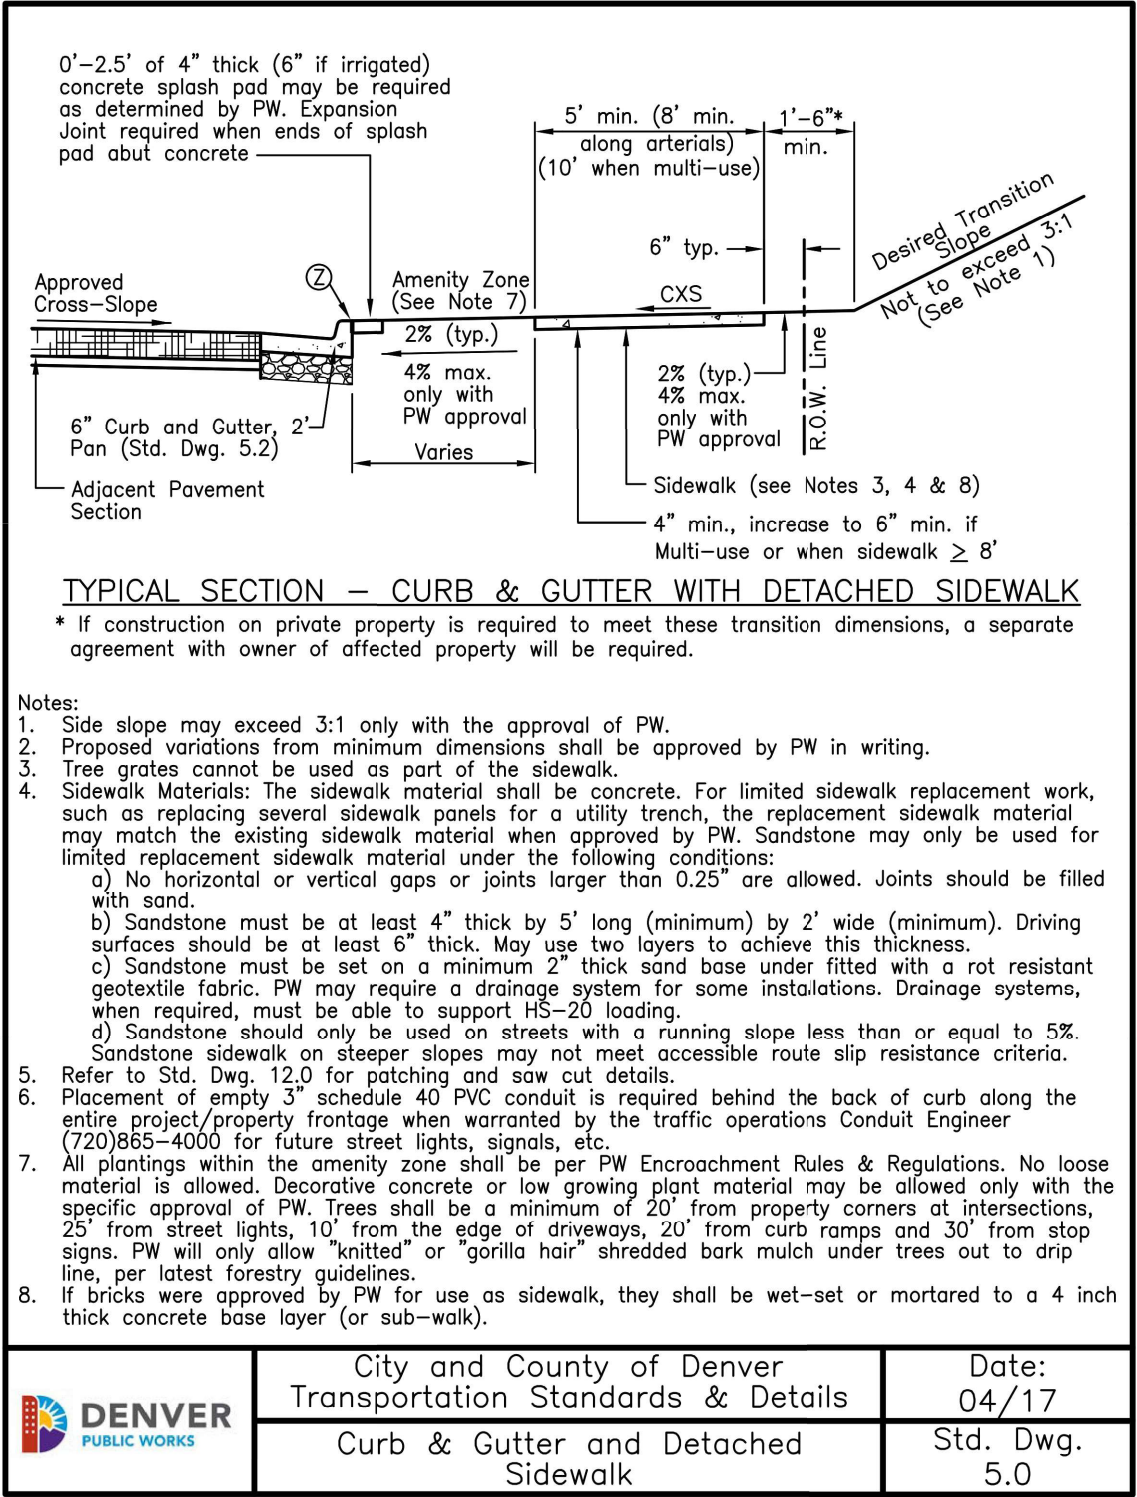 0'-2.5' of 4" thick (6" if irrigated)
concrete splash pad may be required
as determined by PW. Expansion
Joint required when ends of splash
pad abut concrete
5' min. (8' min.
along arterials)
(10' when multi-use)
1'-6"*
min.
6" typ.
Desired Transition
Slope
Not to exceed 3:1
(See Note 1)
Approved
Cross-Slope
Z
Amenity Zone
(See Note 7)
CXS
2% (typ.)
4% max.
only with
PW approval
2% (typ.)
4% max.
only with
PW approval
R.O.W. Line
6" Curb and Gutter, 2'
Pan (Std. Dwg. 5.2)
Varies
Adjacent Pavement
Section
Sidewalk (see Notes 3, 4 & 8)
4" min., increase to 6" min. if
Multi-use or when sidewalk ≥ 8'
TYPICAL SECTION - CURB & GUTTER WITH DETACHED SIDEWALK
* If construction on private property is required to meet these transition dimensions, a separate
agreement with owner of affected property will be required.
Notes:
1. Side slope may exceed 3:1 only with the approval of PW.
2. Proposed variations from minimum dimensions shall be approved by PW in writing.
3. Tree grates cannot be used as part of the sidewalk.
4. Sidewalk Materials: The sidewalk material shall be concrete. For limited sidewalk replacement work,
such as replacing several sidewalk panels for a utility trench, the replacement sidewalk material
may match the existing sidewalk material when approved by PW. Sandstone may only be used for
limited replacement sidewalk material under the following conditions:
a) No horizontal or vertical gaps or joints larger than 0.25" are allowed. Joints should be filled
with sand.
b) Sandstone must be at least 4" thick by 5' long (minimum) by 2' wide (minimum). Driving
surfaces should be at least 6" thick. May use two layers to achieve this thickness.
c) Sandstone must be set on a minimum 2" thick sand base under fitted with a rot resistant
geotextile fabric. PW may require a drainage system for some installations. Drainage systems,
when required, must be able to support HS-20 loading.
d) Sandstone should only be used on streets with a running slope less than or equal to 5%.
Sandstone sidewalk on steeper slopes may not meet accessible route slip resistance criteria.
5. Refer to Std. Dwg. 12.0 for patching and saw cut details.
6. Placement of empty 3" schedule 40 PVC conduit is required behind the back of curb along the
entire project/property frontage when warranted by the traffic operations Conduit Engineer
(720)865-4000 for future street lights, signals, etc.
7. All plantings within the amenity zone shall be per PW Encroachment Rules & Regulations. No loose
material is allowed. Decorative concrete or low growing plant material may be allowed only with the
specific approval of PW. Trees shall be a minimum of 20' from property corners at intersections,
25' from street lights, 10' from the edge of driveways, 20' from curb ramps and 30' from stop
signs. PW will only allow "knitted" or "gorilla hair" shredded bark mulch under trees out to drip
line, per latest forestry guidelines.
8. If bricks were approved by PW for use as sidewalk, they shall be wet-set or mortared to a 4 inch
thick concrete base layer (or sub-walk).
DENVER
PUBLIC WORKS
City and County of Denver
Transportation Standards & Details
Curb & Gutter and Detached
Sidewalk
Date:
04/17
Std. Dwg.
5.0